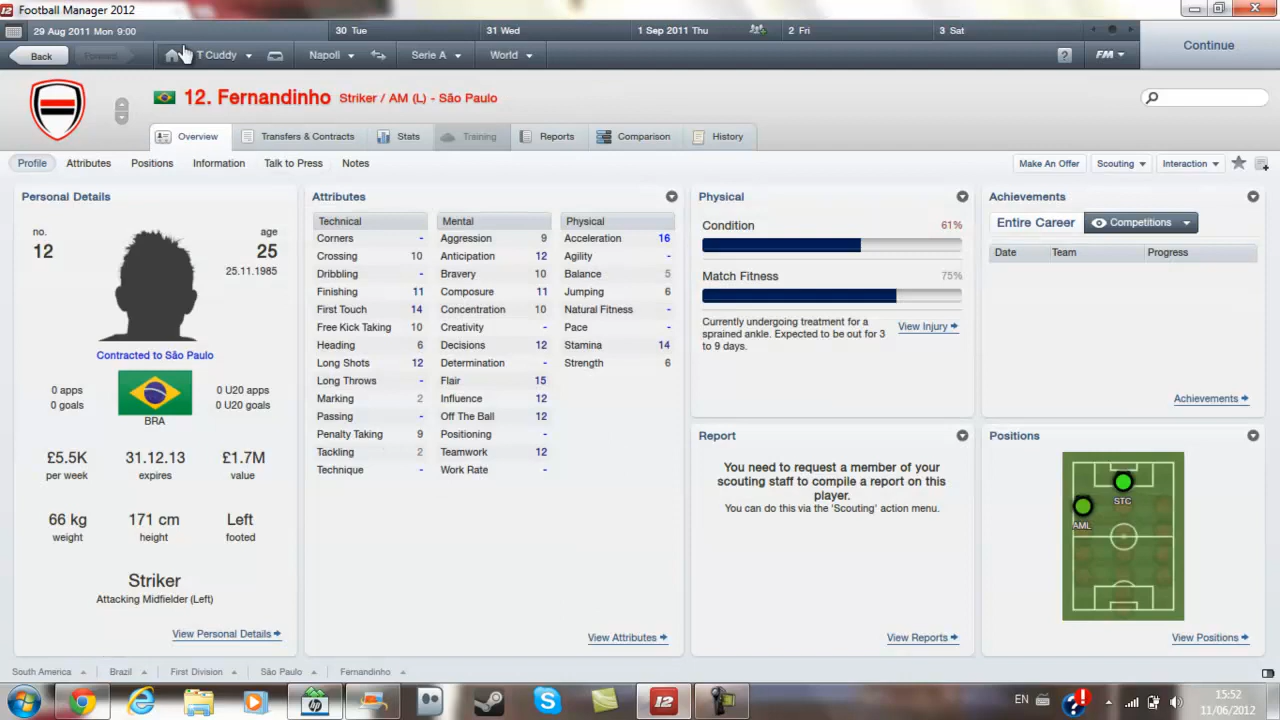 Football Manager 2012
29 Aug 2011 Mon 9:00
30 Tue
31 Wed
1 Sep 2011 Thu
2 Fri
3 Sat
Continue
Back
Forward
T Cuddy
Napoli
Serie A
World
?
FM
12. Fernandinho Striker / AM (L) - São Paulo
Overview
Transfers & Contracts
Stats
Training
Reports
Comparison
History
Profile
Attributes
Positions
Information
Talk to Press
Notes
Make An Offer
Scouting
Interaction
Personal Details
no. age
12 25
25.11.1985
Contracted to São Paulo
0 apps 0 U20 apps
0 goals 0 U20 goals
BRA
£5.5K 31.12.13 £1.7M
per week expires value
66 kg 171 cm Left
weight height footed
Striker
Attacking Midfielder (Left)
View Personal Details
Attributes
Technical
Corners -
Crossing 10
Dribbling -
Finishing 11
First Touch 14
Free Kick Taking 10
Heading 6
Long Shots 12
Long Throws -
Marking 2
Passing -
Penalty Taking 9
Tackling 2
Technique -
Mental
Aggression 9
Anticipation 12
Bravery 10
Composure 11
Concentration 10
Creativity -
Decisions 12
Determination -
Flair 15
Influence 12
Off The Ball 12
Positioning -
Teamwork 12
Work Rate -
Physical
Acceleration 16
Agility -
Balance 5
Jumping 6
Natural Fitness -
Pace -
Stamina 14
Strength 6
View Attributes
Physical
Condition 61%
Match Fitness 75%
Currently undergoing treatment for a
sprained ankle. Expected to be out for 3
to 9 days.
View Injury
Report
You need to request a member of your
scouting staff to compile a report on this
player.
You can do this via the 'Scouting' action menu.
View Reports
Achievements
Entire Career
Competitions
Date Team Progress
Achievements
Positions
STC
AML
View Positions
South America
Brazil
First Division
São Paulo
Fernandinho
12
EN
15:52
11/06/2012